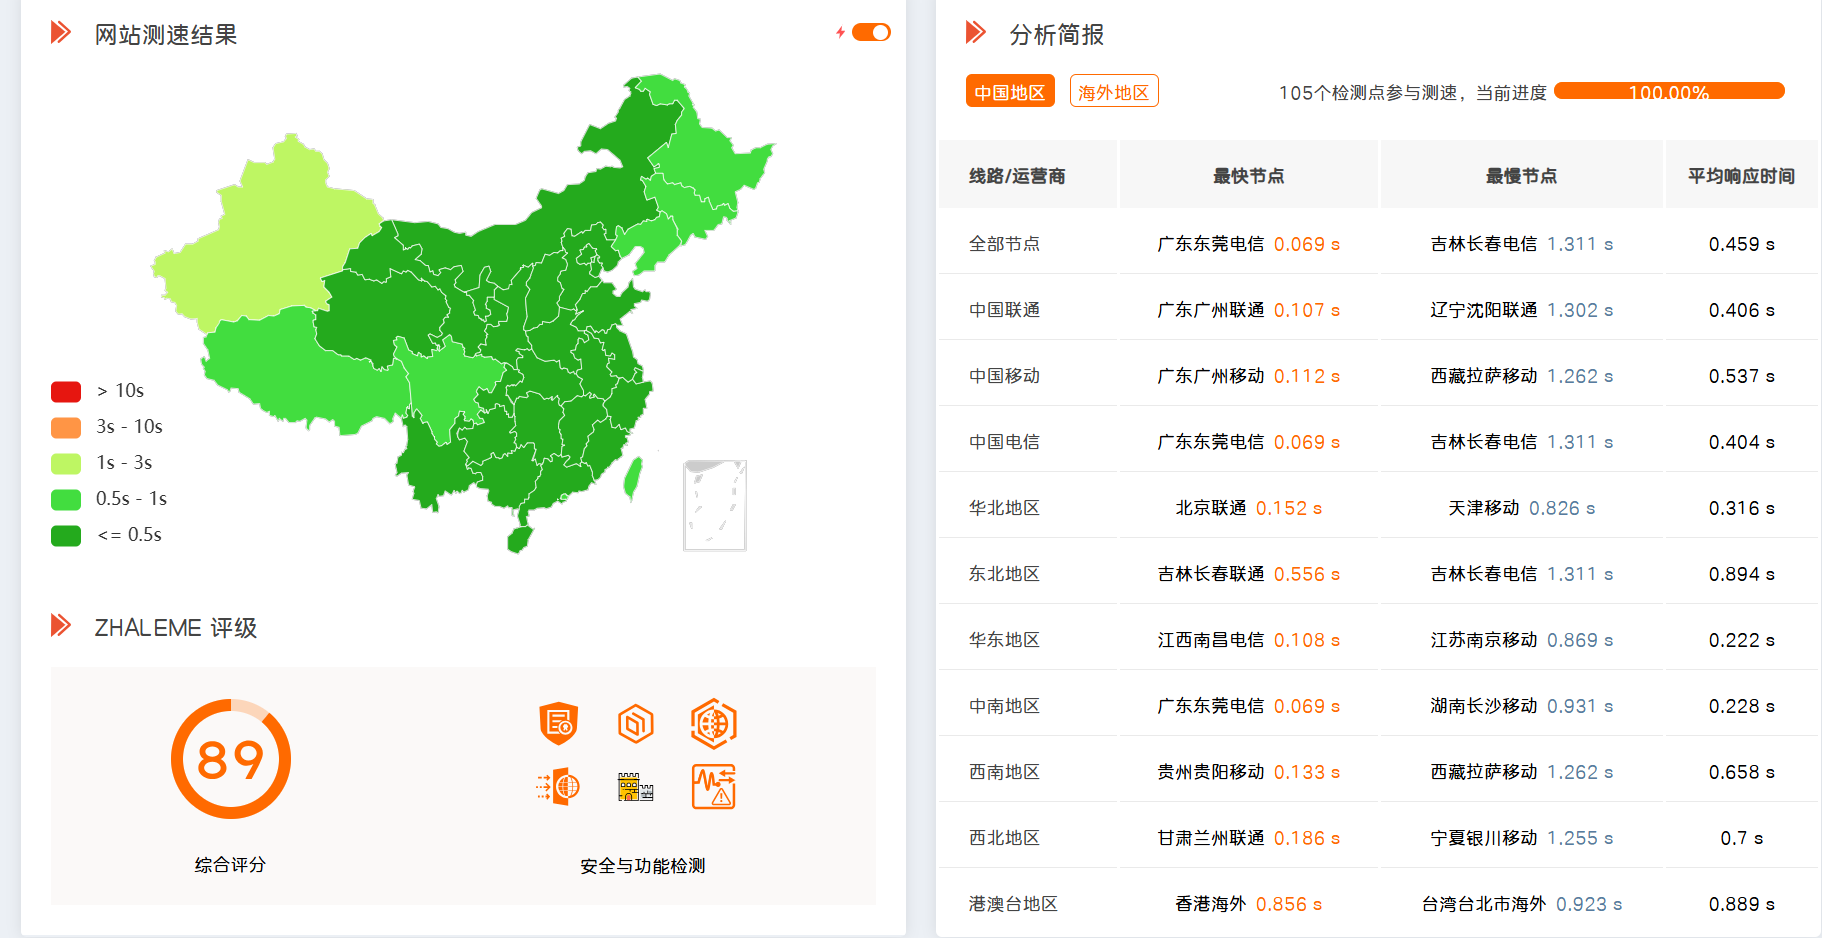 网站测速结果
> 10s
3s - 10s
1s - 3s
0.5s - 1s
<= 0.5s
ZHALEME 评级
89
综合评分
安全与功能检测
分析简报
中国地区 海外地区 105个检测点参与测速，当前进度 100.00%
线路/运营商 最快节点 最慢节点 平均响应时间
全部节点 广东东莞电信 0.069 s 吉林长春电信 1.311 s 0.459 s
中国联通 广东广州联通 0.107 s 辽宁沈阳联通 1.302 s 0.406 s
中国移动 广东广州移动 0.112 s 西藏拉萨移动 1.262 s 0.537 s
中国电信 广东东莞电信 0.069 s 吉林长春电信 1.311 s 0.404 s
华北地区 北京联通 0.152 s 天津移动 0.826 s 0.316 s
东北地区 吉林长春联通 0.556 s 吉林长春电信 1.311 s 0.894 s
华东地区 江西南昌电信 0.108 s 江苏南京移动 0.869 s 0.222 s
中南地区 广东东莞电信 0.069 s 湖南长沙移动 0.931 s 0.228 s
西南地区 贵州贵阳移动 0.133 s 西藏拉萨移动 1.262 s 0.658 s
西北地区 甘肃兰州联通 0.186 s 宁夏银川移动 1.255 s 0.7 s
港澳台地区 香港海外 0.856 s 台湾台北市海外 0.923 s 0.889 s